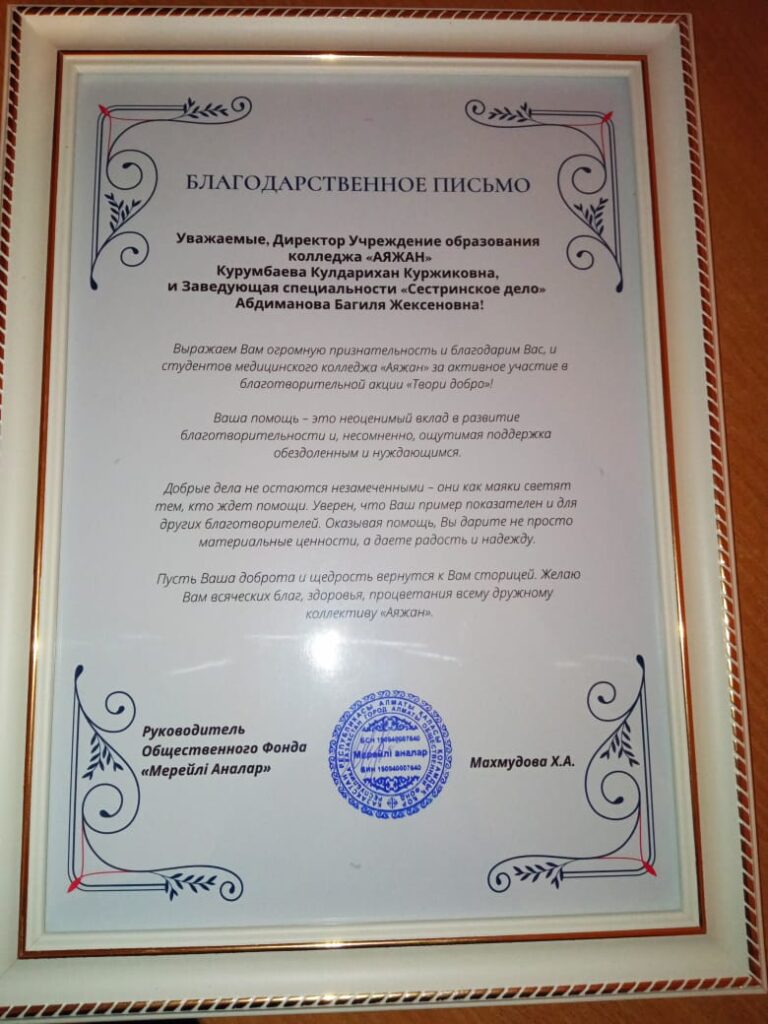 БЛАГОДАРСТВЕННОЕ ПИСЬМО
Уважаемые, Директор Учреждение образования
колледжа «АЯЖАН»
Курумбаева Кулдарихан Куржиковна,
и Заведующая специальности «Сестринское дело»
Абдиманова Багиля Жексеновна!
Выражаем Вам огромную признательность и благодарим Вас, и
студентов медицинского колледжа «Аяжан» за активное участие в
благотворительной акции «Твори добро»!
Ваша помощь – это неоценимый вклад в развитие
благотворительности и, несомненно, ощутимая поддержка
обездоленным и нуждающимся.
Добрые дела не остаются незамеченными – они как маяки светят
тем, кто ждет помощи. Уверен, что Ваш пример показателен и для
других благотворителей. Оказывая помощь, Вы дарите не просто
материальные ценности, а даете радость и надежду.
Пусть Ваша доброта и щедрость вернутся к Вам сторицей. Желаю
Вам всяческих благ, здоровья, процветания всему дружному
коллективу «Аяжан».
Руководитель
Общественного Фонда
«Мерейлі Аналар»
Мерейлі аналар
Махмудова Х.А.